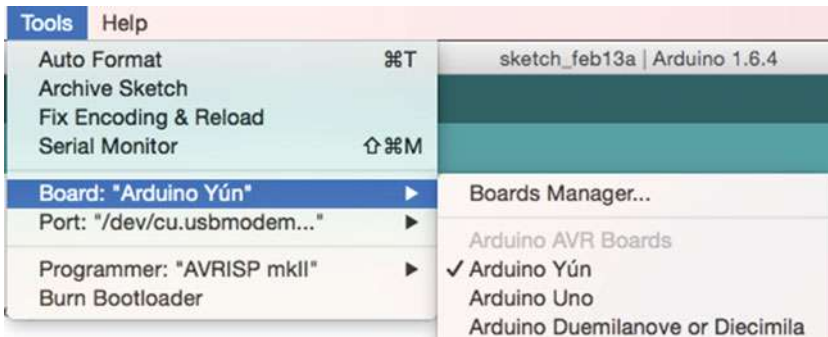 Tools Help
Auto Format ⌘T
sketch_feb13a | Arduino 1.6.4
Archive Sketch
Fix Encoding & Reload
Serial Monitor ⇧⌘M
Board: "Arduino Yún" ▶
Port: "/dev/cu.usbmodem..." ▶
Programmer: "AVRISP mkII" ▶
Burn Bootloader
Boards Manager...
Arduino AVR Boards
✓ Arduino Yún
Arduino Uno
Arduino Duemilanove or Diecimila